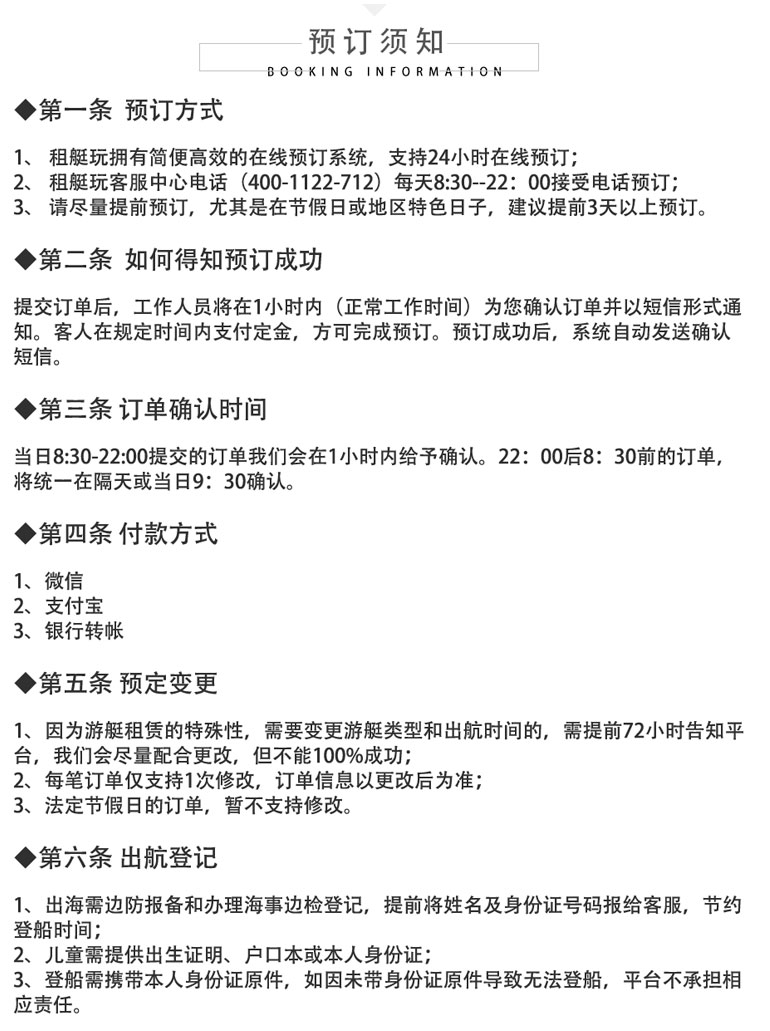 预订须知
BOOKING INFORMATION
◆第一条 预订方式
1、 租艇玩拥有简便高效的在线预订系统，支持24小时在线预订；
2、 租艇玩客服中心电话（400-1122-712）每天8:30--22：00接受电话预订；
3、 请尽量提前预订，尤其是在节假日或地区特色日子，建议提前3天以上预订。
◆第二条 如何得知预订成功
提交订单后，工作人员将在1小时内（正常工作时间）为您确认订单并以短信形式通
知。客人在规定时间内支付定金，方可完成预订。预订成功后，系统自动发送确认
短信。
◆第三条 订单确认时间
当日8:30-22:00提交的订单我们会在1小时内给予确认。22：00后8：30前的订单，
将统一在隔天或当日9：30确认。
◆第四条 付款方式
1、微信
2、支付宝
3、银行转帐
◆第五条 预定变更
1、因为游艇租赁的特殊性，需要变更游艇类型和出航时间的，需提前72小时告知平
台，我们会尽量配合更改，但不能100%成功；
2、每笔订单仅支持1次修改，订单信息以更改后为准；
3、法定节假日的订单，暂不支持修改。
◆第六条 出航登记
1、出海需边防报备和办理海事边检登记，提前将姓名及身份证号码报给客服，节约
登船时间；
2、儿童需提供出生证明、户口本或本人身份证；
3、登船需携带本人身份证原件，如因未带身份证原件导致无法登船，平台不承担相
应责任。